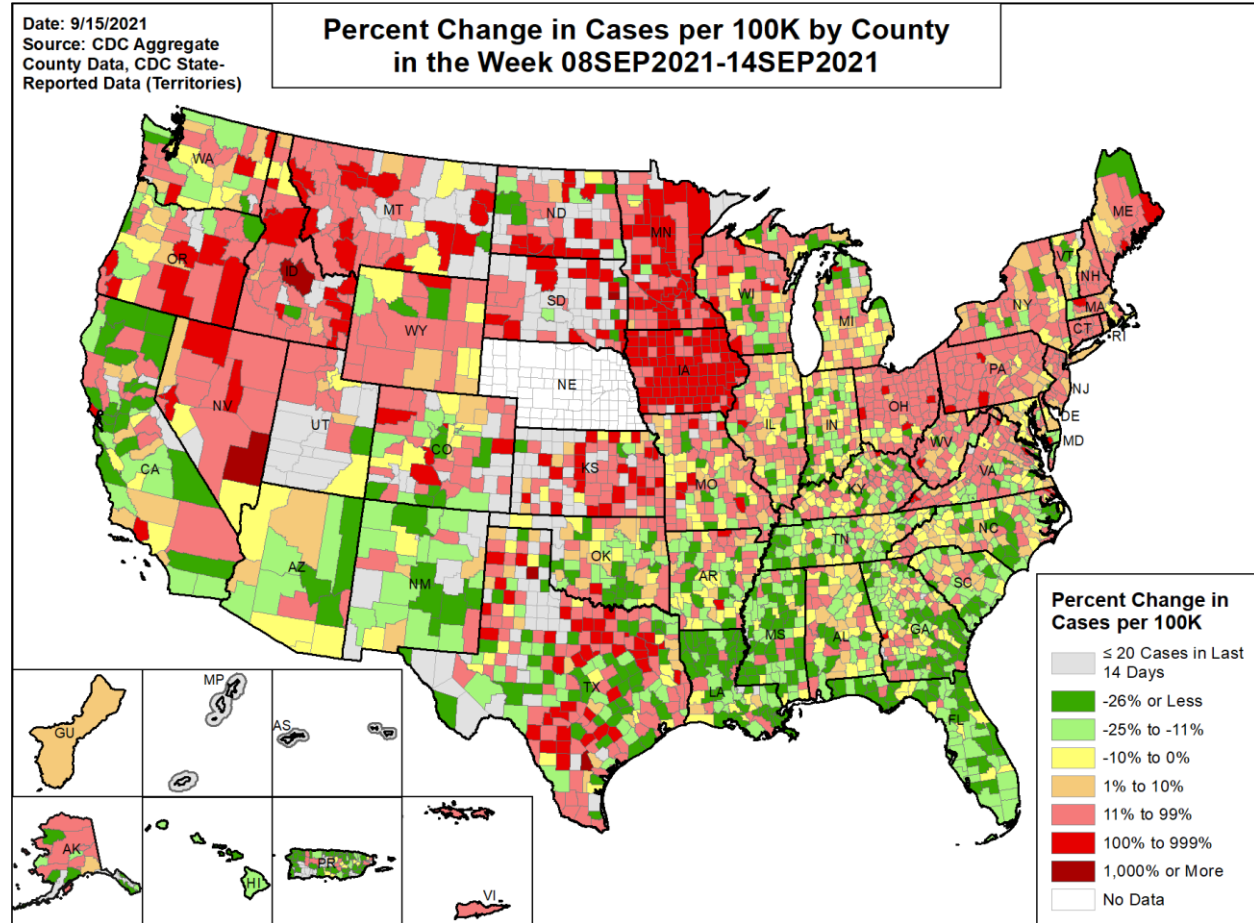 Date: 9/15/2021
Source: CDC Aggregate
County Data, CDC State-
Reported Data (Territories)
Percent Change in Cases per 100K by County
in the Week 08SEP2021-14SEP2021
WA
MT
ND
MN
ME
OR
ID
SD
WI
VT
NH
NY
MA
WY
MI
CT
RI
IA
PA
NE
NJ
NV
OH
UT
IL
IN
DE
CO
WV
MD
CA
KS
MO
VA
KY
NC
TN
OK
AZ
NM
AR
SC
MS
AL
GA
TX
LA
FL
GU
MP
AS
AK
HI
PR
VI
Percent Change in
Cases per 100K
≤ 20 Cases in Last
14 Days
-26% or Less
-25% to -11%
-10% to 0%
1% to 10%
11% to 99%
100% to 999%
1,000% or More
No Data